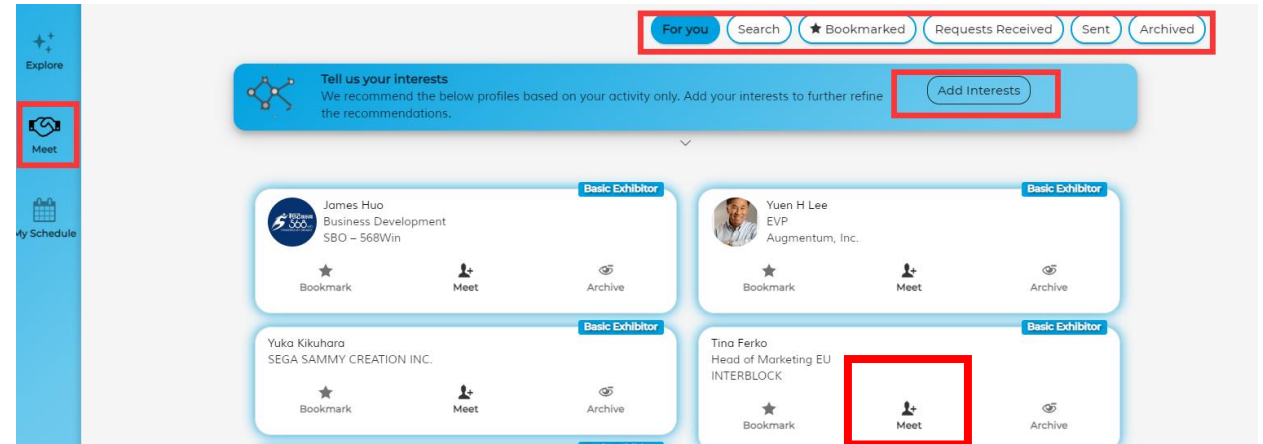 For you
Search
★ Bookmarked
Requests Received
Sent
Archived
Explore
Meet
My Schedule
Tell us your interests
We recommend the below profiles based on your activity only. Add your interests to further refine
the recommendations.
Add Interests
Basic Exhibitor
James Huo
Business Development
SBO – 568Win
Bookmark
Meet
Archive
Basic Exhibitor
Yuen H Lee
EVP
Augmentum, Inc.
Bookmark
Meet
Archive
Basic Exhibitor
Yuka Kikuhara
SEGA SAMMY CREATION INC.
Bookmark
Meet
Archive
Basic Exhibitor
Tina Ferko
Head of Marketing EU
INTERBLOCK
Bookmark
Meet
Archive